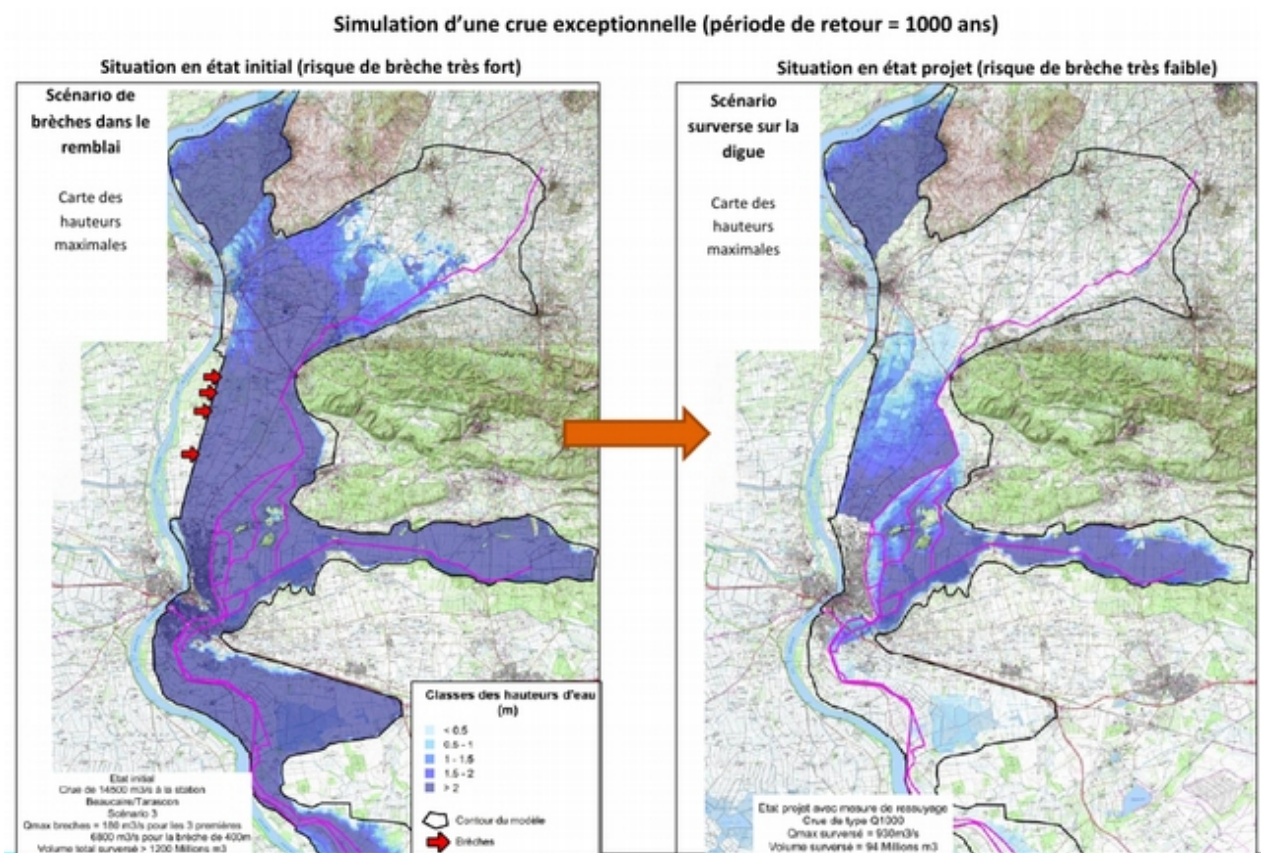 Simulation d'une crue exceptionnelle (période de retour = 1000 ans)
Situation en état initial (risque de brèche très fort)
Scénario de
brèches dans le
remblai
Carte des
hauteurs
maximales
Classes des hauteurs d'eau
(m)
< 0.5
0.5 - 1
1 - 1.5
1.5 - 2
> 2
Contour du modèle
Brèches
Etat initial
Crue de 14500 m3/s à la station
Beaucaire/Tarascon
Scénario 3
Qmax breches = 180 m3/s pour les 3 premières
6800 m3/s pour la brèche de 400m
Volume total surversé > 1200 Millions m3
Situation en état projet (risque de brèche très faible)
Scénario
surverse sur la
digue
Carte des
hauteurs
maximales
Etat projet avec mesure de ressuyage
Crue de type Q1000
Qmax surversé = 930m3/s
Volume surversé = 94 Millions m3